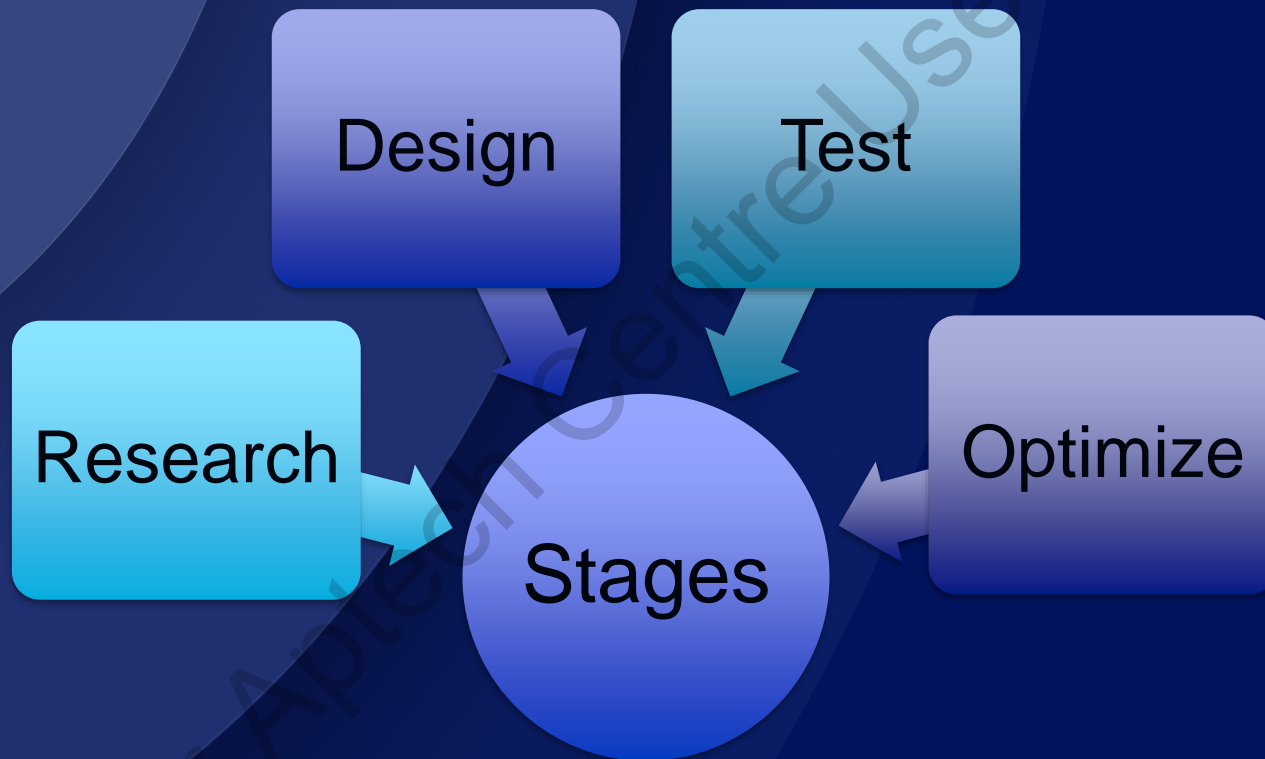 Research
Design
Test
Optimize
Stages
Aptech Centre Use